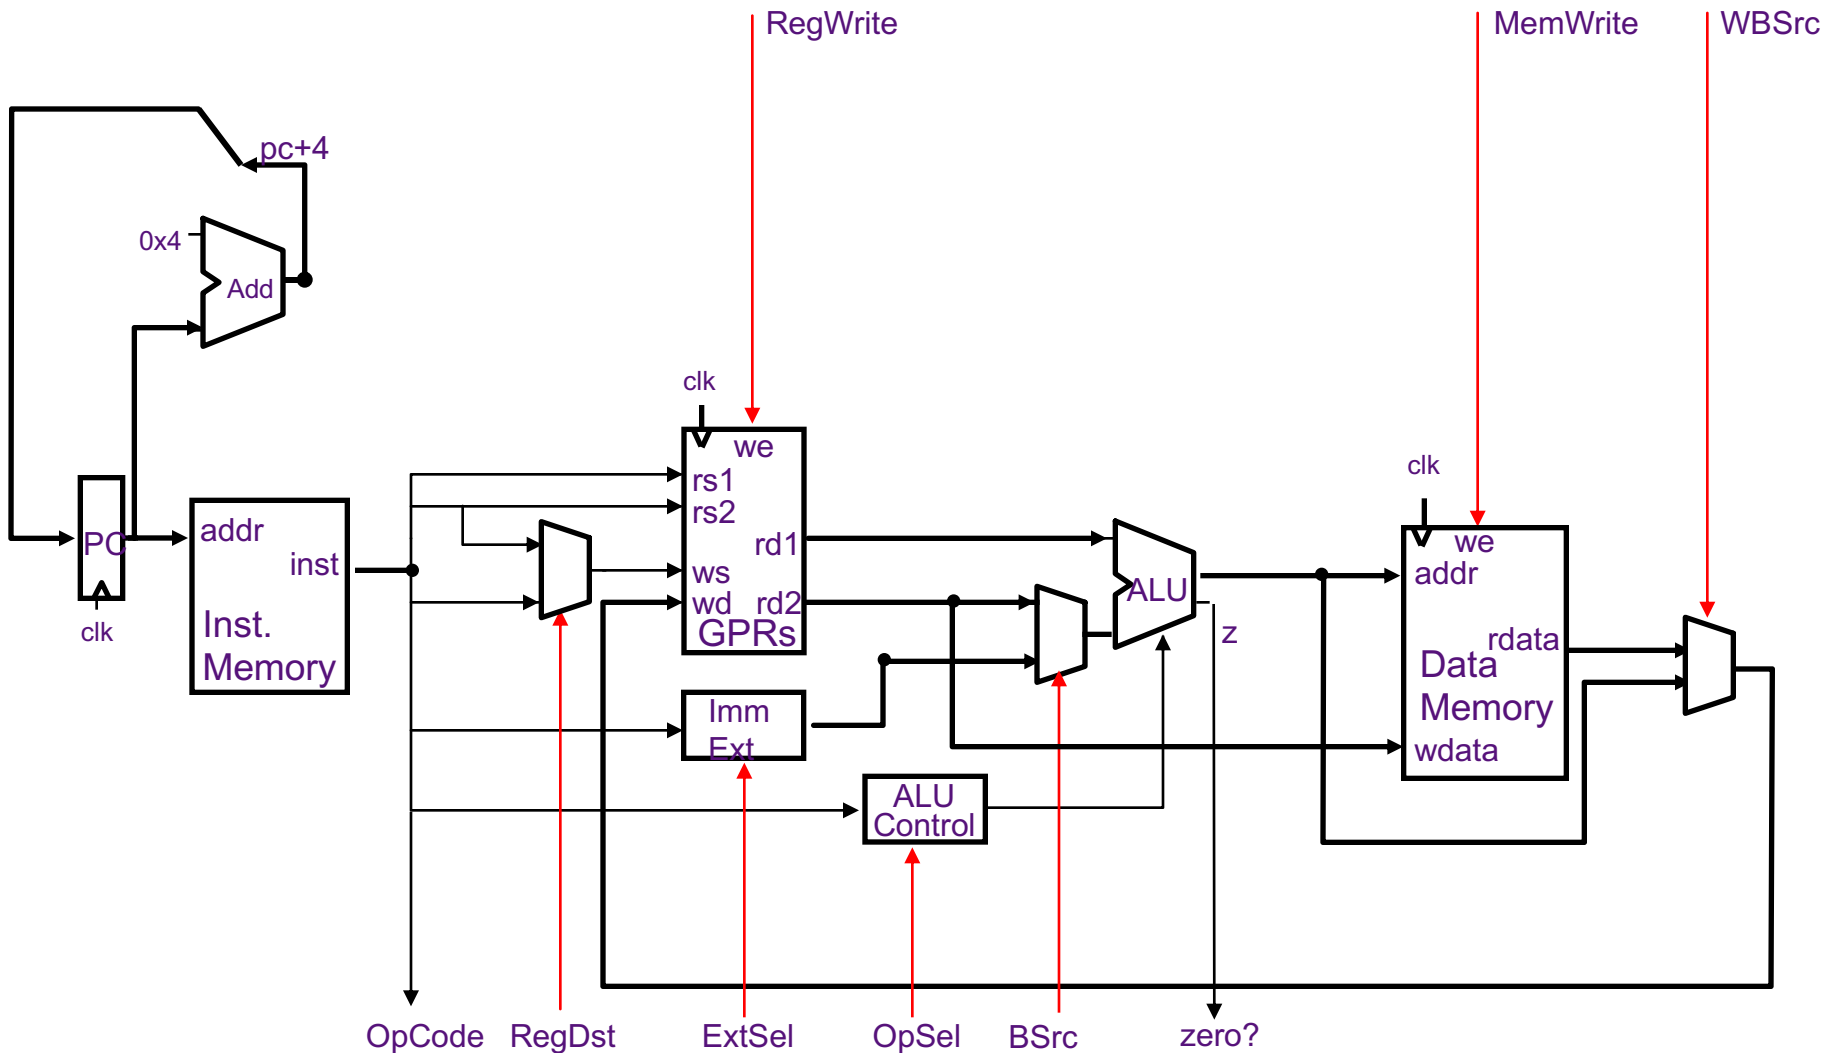 RegWrite
MemWrite
WBSrc
pc+4
0x4
Add
clk
we
rs1
rs2
rd1
ws
wd
rd2
GPRs
PC
clk
addr
inst
Inst.
Memory
ALU
z
clk
we
addr
rdata
Data
Memory
wdata
Imm
Ext
ALU
Control
OpCode
RegDst
ExtSel
OpSel
BSrc
zero?